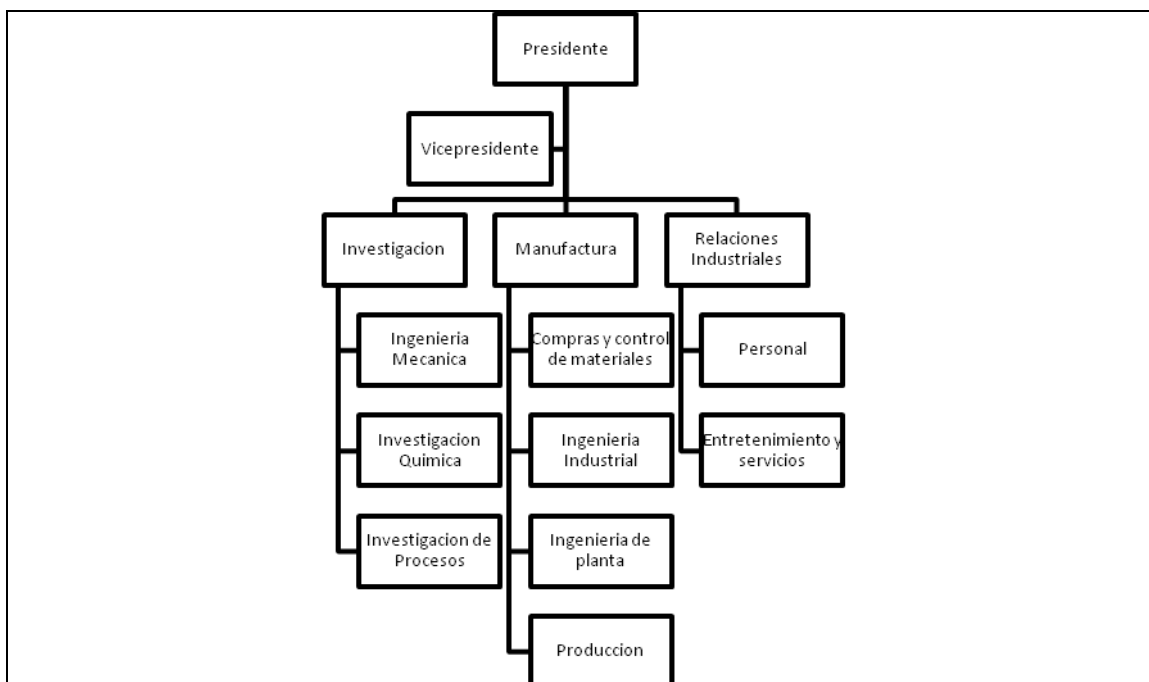 Presidente
Vicepresidente
Investigacion
Manufactura
Relaciones
Industriales
Ingenieria
Mecanica
Compras y control
de materiales
Personal
Investigacion
Quimica
Ingenieria
Industrial
Entretenimiento y
servicios
Investigacion de
Procesos
Ingenieria de
planta
Produccion